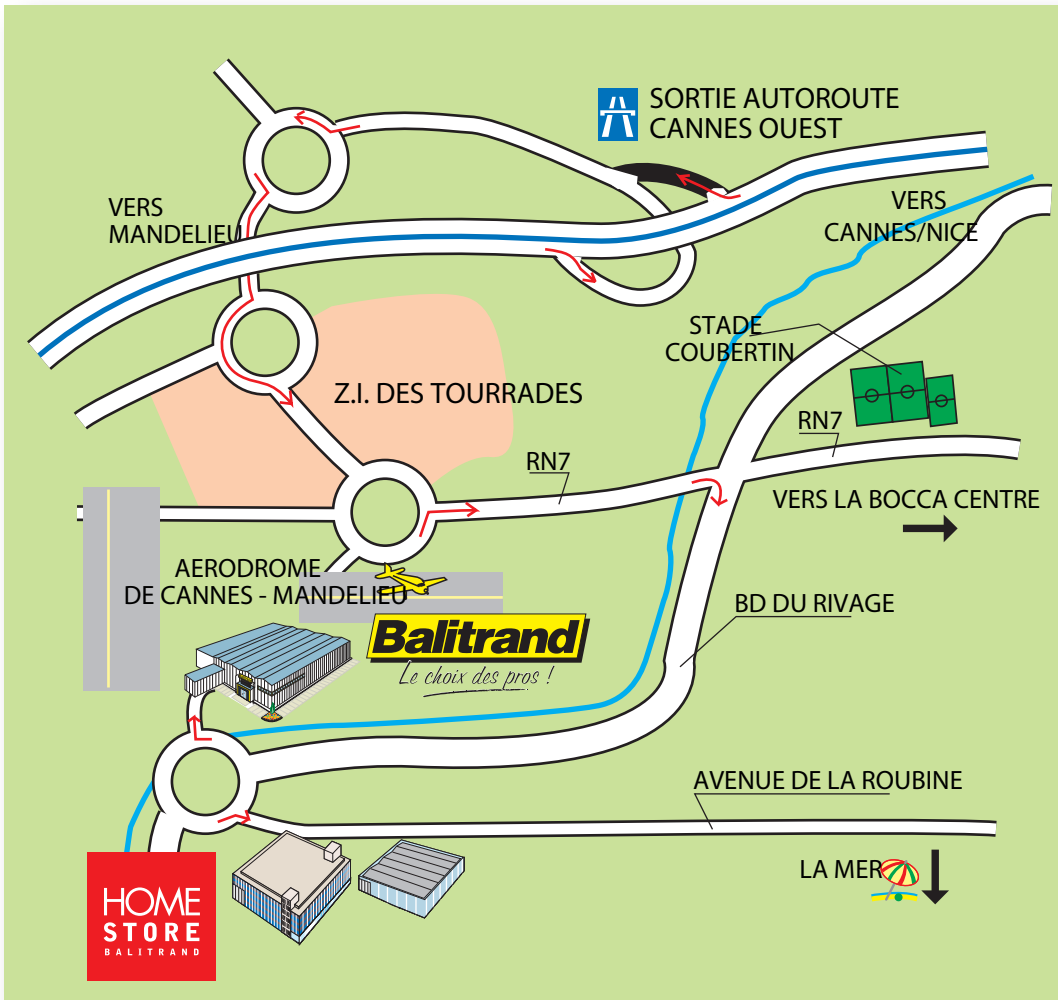 SORTIE AUTOROUTE
CANNES OUEST
VERS
MANDELIEU
VERS
CANNES/NICE
STADE
COUBERTIN
Z.I. DES TOURRADES
RN7
RN7
VERS LA BOCCA CENTRE
AERODROME
DE CANNES - MANDELIEU
BD DU RIVAGE
Balitrand
Le choix des pros !
AVENUE DE LA ROUBINE
LA MER
HOME
STORE
BALITRAND